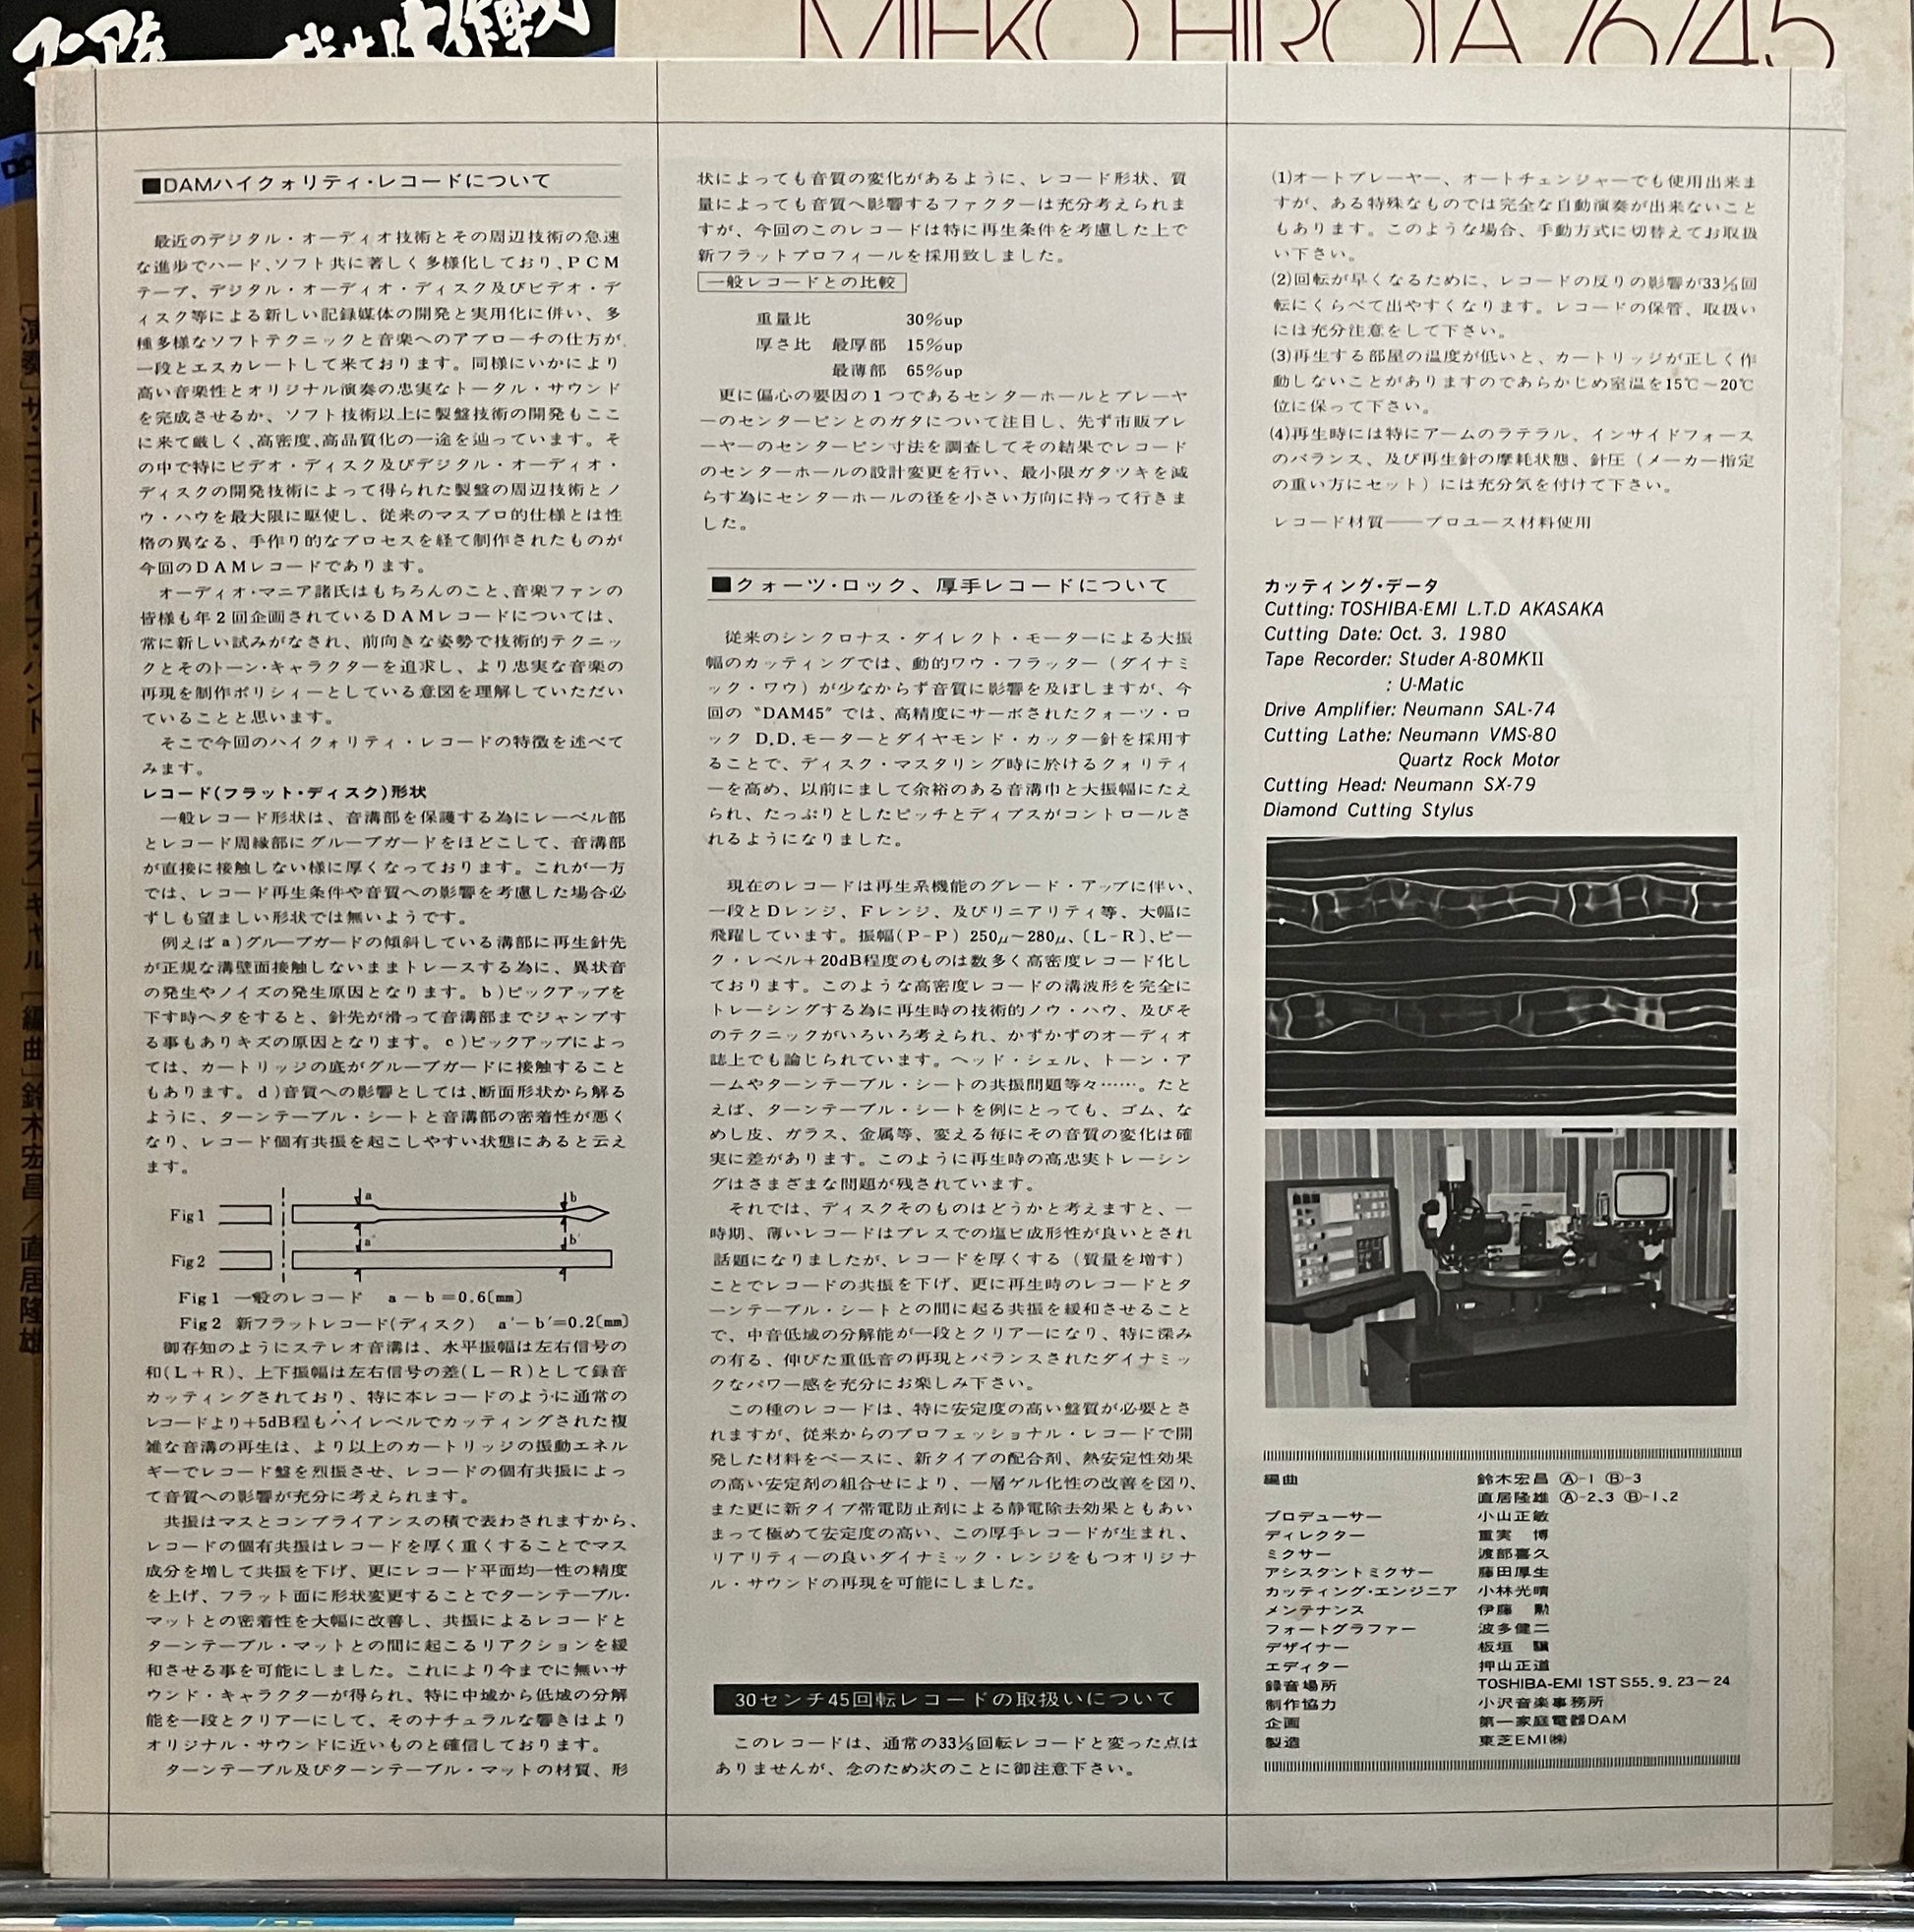 MIEKO HIROTA 76/45
■DAMハイクォリティ・レコードについて
最近のデジタル・オーディオ技術とその周辺技術の急速
な進歩でハード、ソフト共に著しく多様化しており、PCM
テープ、デジタル・オーディオ・ディスク及びビデオ・デ
ィスク等による新しい記録媒体の開発と実用化に併い、多
種多様なソフトテクニックと音楽へのアプローチの仕方が、
一段とエスカレートして来ております。同様にいかにより
高い音楽性とオリジナル演奏の忠実なトータル・サウンド
を完成させるか、ソフト技術以上に製盤技術の開発もここ
に来て厳しく、高密度、高品質化の一途を辿っています。そ
の中で特にビデオ・ディスク及びデジタル・オーディオ・
ディスクの開発技術によって得られた製盤の周辺技術とノ
ウ・ハウを最大限に駆使し、従来のマスプロ的仕様とは性
格の異なる、手作り的なプロセスを経て制作されたものが
今回のDAMレコードであります。
オーディオ・マニア諸氏はもちろんのこと、音楽ファンの
皆様も年2回企画されているDAMレコードについては、
常に新しい試みがなされ、前向きな姿勢で技術的テクニッ
クとそのトーン・キャラクターを追求し、より忠実な音楽の
再現を制作ポリシィーとしている意図を理解していただい
ていることと思います。
そこで今回のハイクォリティ・レコードの特徴を述べて
みます。
レコード(フラット・ディスク)形状
一般レコード形状は、音溝部を保護する為にレーベル部
とレコード周縁部にグルーブガードをほどこして、音溝部
が直接に接触しない様に厚くなっております。これが一方
では、レコード再生条件や音質への影響を考慮した場合必
ずしも望ましい形状では無いようです。
例えばa)グルーブガードの傾斜している溝部に再生針先
が正規な溝壁面接触しないままトレースする為に、異状音
の発生やノイズの発生原因となります。b)ピックアップを
下す時ヘタをすると、針先が滑って音溝部までジャンプす
る事もありキズの原因となります。c)ピックアップによっ
ては、カートリッジの底がグルーブガードに接触すること
もあります。d)音質への影響としては、断面形状から解る
ように、ターンテーブル・シートと音溝部の密着性が悪く
なり、レコード個有共振を起こしやすい状態にあると云え
ます。
a b
Fig1
a' b'
Fig2
Fig1 一般のレコード a－b＝0.6〔mm〕
Fig2 新フラットレコード(ディスク) a'－b'＝0.2〔mm〕
御存知のようにステレオ音溝は、水平振幅は左右信号の
和(L+R)、上下振幅は左右信号の差(L－R)として録音
カッティングされており、特に本レコードのように通常の
レコードより+5dB程もハイレベルでカッティングされた複
雑な音溝の再生は、より以上のカートリッジの振動エネル
ギーでレコード盤を烈振させ、レコードの個有共振によっ
て音質への影響が充分に考えられます。
共振はマスとコンプライアンスの積で表わされますから、
レコードの個有共振はレコードを厚く重くすることでマス
成分を増して共振を下げ、更にレコード平面均一性の精度
を上げ、フラット面に形状変更することでターンテーブル・
マットとの密着性を大幅に改善し、共振によるレコードと
ターンテーブル・マットとの間に起こるリアクションを緩
和させる事を可能にしました。これにより今までに無いサ
ウンド・キャラクターが得られ、特に中域から低域の分解
能を一段とクリアーにして、そのナチュラルな響きはより
オリジナル・サウンドに近いものと確信しております。
ターンテーブル及びターンテーブル・マットの材質、形
状によっても音質の変化があるように、レコード形状、質
量によっても音質へ影響するファクターは充分考えられま
すが、今回のこのレコードは特に再生条件を考慮した上で
新フラットプロフィールを採用致しました。
一般レコードとの比較
重量比 30%up
厚さ比 最厚部 15%up
最薄部 65%up
更に偏心の要因の1つであるセンターホールとプレーヤ
ーのセンターピンとのガタについて注目し、先ず市販プレ
ーヤーのセンターピン寸法を調査してその結果でレコード
のセンターホールの設計変更を行い、最小限ガタツキを減
らす為にセンターホールの径を小さい方向に持って行きま
した。
■クォーツ・ロック、厚手レコードについて
従来のシンクロナス・ダイレクト・モーターによる大振
幅のカッティングでは、動的ワウ・フラッター（ダイナミ
ック・ワウ）が少なからず音質に影響を及ぼしますが、今
回の〝DAM45〟では、高精度にサーボされたクォーツ・ロ
ック D.D.モーターとダイヤモンド・カッター針を採用す
ることで、ディスク・マスタリング時に於けるクォリティ
ーを高め、以前にまして余裕のある音溝巾と大振幅にたえ
られ、たっぷりとしたピッチとディプスがコントロールさ
れるようになりました。
現在のレコードは再生系機能のグレード・アップに伴い、
一段とDレンジ、Fレンジ、及びリニアリティ等、大幅に
飛躍しています。振幅(P-P) 250μ～280μ、〔L-R〕、ピー
ク・レベル+20dB程度のものは数多く高密度レコード化し
ております。このような高密度レコードの溝波形を完全に
トレーシングする為に再生時の技術的ノウ・ハウ、及びそ
のテクニックがいろいろ考えられ、かずかずのオーディオ
誌上でも論じられています。ヘッド・シェル、トーン・ア
ームやターンテーブル・シートの共振問題等々……。たと
えば、ターンテーブル・シートを例にとっても、ゴム、な
めし皮、ガラス、金属等、変える毎にその音質の変化は確
実に差があります。このように再生時の高忠実トレーシン
グはさまざまな問題が残されています。
それでは、ディスクそのものはどうかと考えますと、一
時期、薄いレコードはプレスでの塩ビ成形性が良いとされ
話題になりましたが、レコードを厚くする（質量を増す）
ことでレコードの共振を下げ、更に再生時のレコードとタ
ーンテーブル・シートとの間に起る共振を緩和させること
で、中音低域の分解能が一段とクリアーになり、特に深み
の有る、伸びた重低音の再現とバランスされたダイナミッ
クなパワー感を充分にお楽しみ下さい。
この種のレコードは、特に安定度の高い盤質が必要とさ
れますが、従来からのプロフェッショナル・レコードで開
発した材料をベースに、新タイプの配合剤、熱安定性効果
の高い安定剤の組合せにより、一層ゲル化性の改善を図り、
また更に新タイプ帯電防止剤による静電除去効果ともあい
まって極めて安定度の高い、この厚手レコードが生まれ、
リアリティーの良いダイナミック・レンジをもつオリジナ
ル・サウンドの再現を可能にしました。
30センチ45回転レコードの取扱いについて
このレコードは、通常の33⅓回転レコードと変った点は
ありませんが、念のため次のことに御注意下さい。
(1)オートプレーヤー、オートチェンジャーでも使用出来ま
すが、ある特殊なものでは完全な自動演奏が出来ないこと
もあります。このような場合、手動方式に切替えてお取扱
い下さい。
(2)回転が早くなるために、レコードの反りの影響が33⅓回
転にくらべて出やすくなります。レコードの保管、取扱い
には充分注意をして下さい。
(3)再生する部屋の温度が低いと、カートリッジが正しく作
動しないことがありますのであらかじめ室温を15℃～20℃
位に保って下さい。
(4)再生時には特にアームのラテラル、インサイドフォース
のバランス、及び再生針の摩耗状態、針圧（メーカー指定
の重い方にセット）には充分気を付けて下さい。
レコード材質――プロユース材料使用
カッティング・データ
Cutting: TOSHIBA-EMI L.T.D AKASAKA
Cutting Date: Oct. 3. 1980
Tape Recorder: Studer A-80MKII
: U-Matic
Drive Amplifier: Neumann SAL-74
Cutting Lathe: Neumann VMS-80
Quartz Rock Motor
Cutting Head: Neumann SX-79
Diamond Cutting Stylus
編曲 鈴木宏昌 Ⓐ-1 Ⓑ-3
直居隆雄 Ⓐ-2、3 Ⓑ-1、2
プロデューサー 小山正敏
ディレクター 重実 博
ミクサー 渡部喜久
アシスタントミクサー 藤田厚生
カッティング・エンジニア 小林光晴
メンテナンス 伊藤 勲
フォートグラファー 波多健二
デザイナー 板垣
エディター 押山正道
録音場所 TOSHIBA-EMI 1ST S55. 9. 23～24
制作協力 小沢音楽事務所
企画 第一家庭電器DAM
製造 東芝EMI㈱